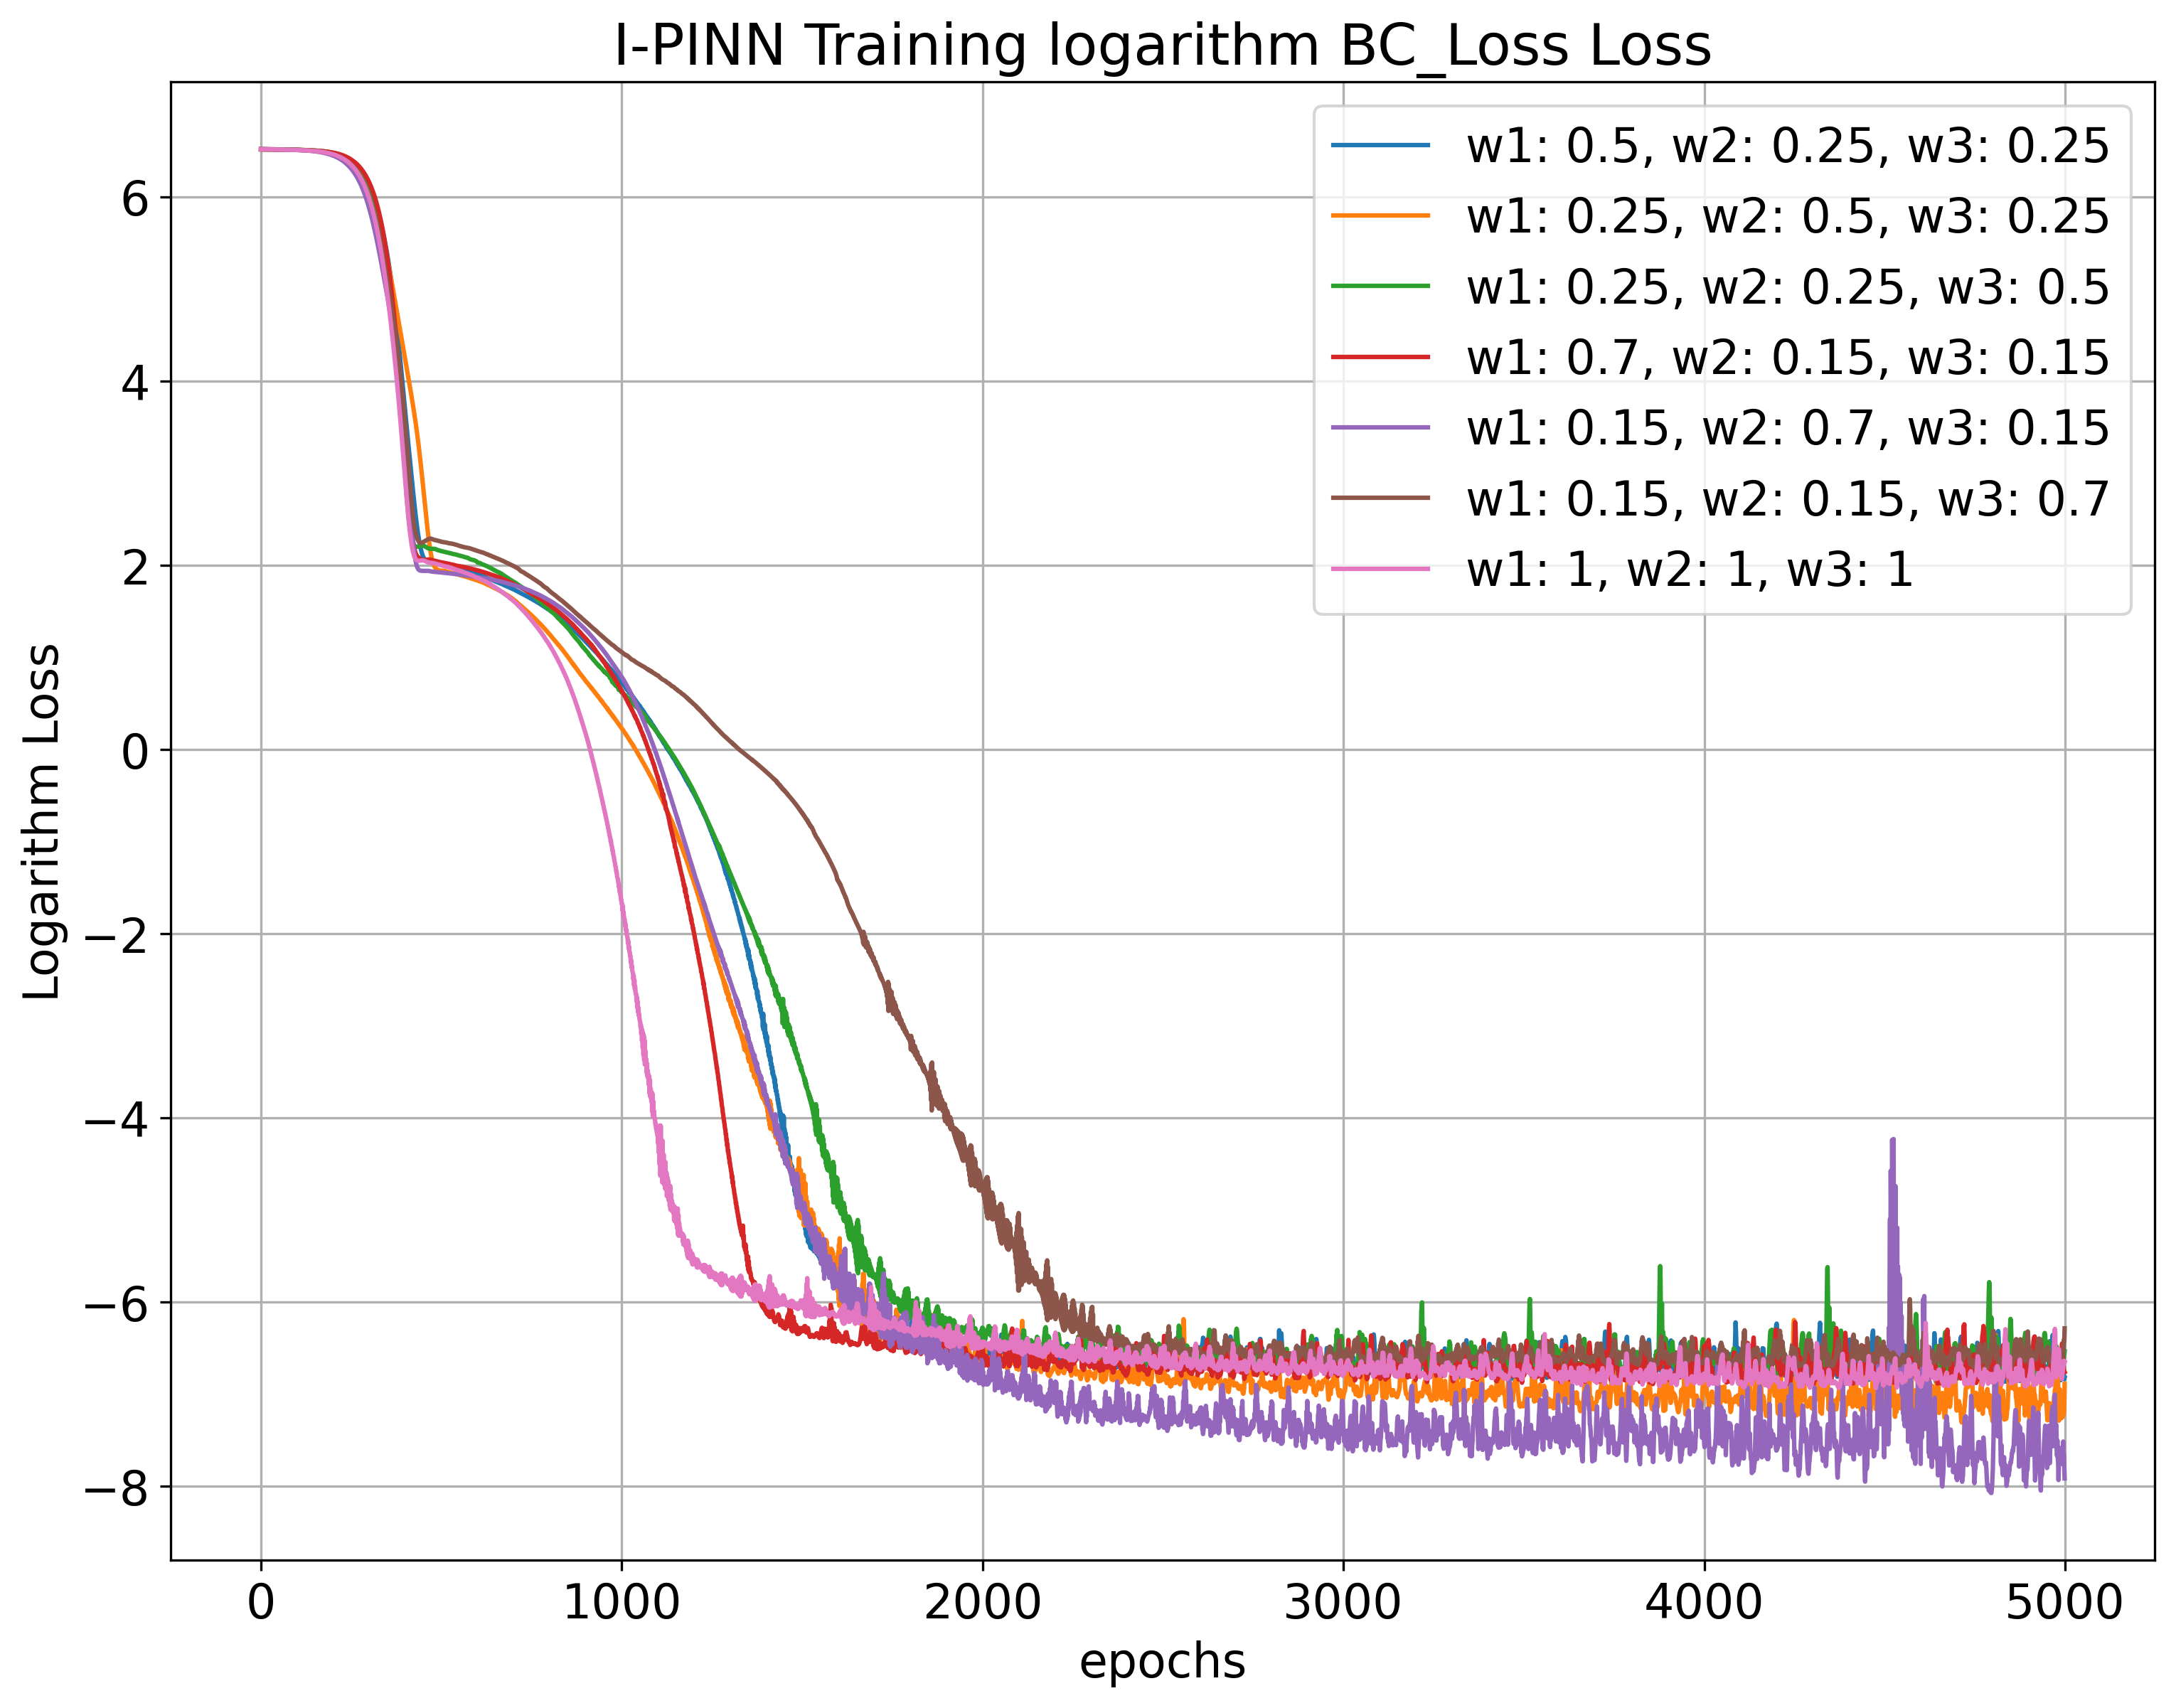 I-PINN Training logarithm BC_Loss Loss
w1: 0.5, w2: 0.25, w3: 0.25
w1: 0.25, w2: 0.5, w3: 0.25
w1: 0.25, w2: 0.25, w3: 0.5
w1: 0.7, w2: 0.15, w3: 0.15
w1: 0.15, w2: 0.7, w3: 0.15
w1: 0.15, w2: 0.15, w3: 0.7
w1: 1, w2: 1, w3: 1
Logarithm Loss
6
4
2
0
−2
−4
−6
−8
0 1000 2000 3000 4000 5000
epochs